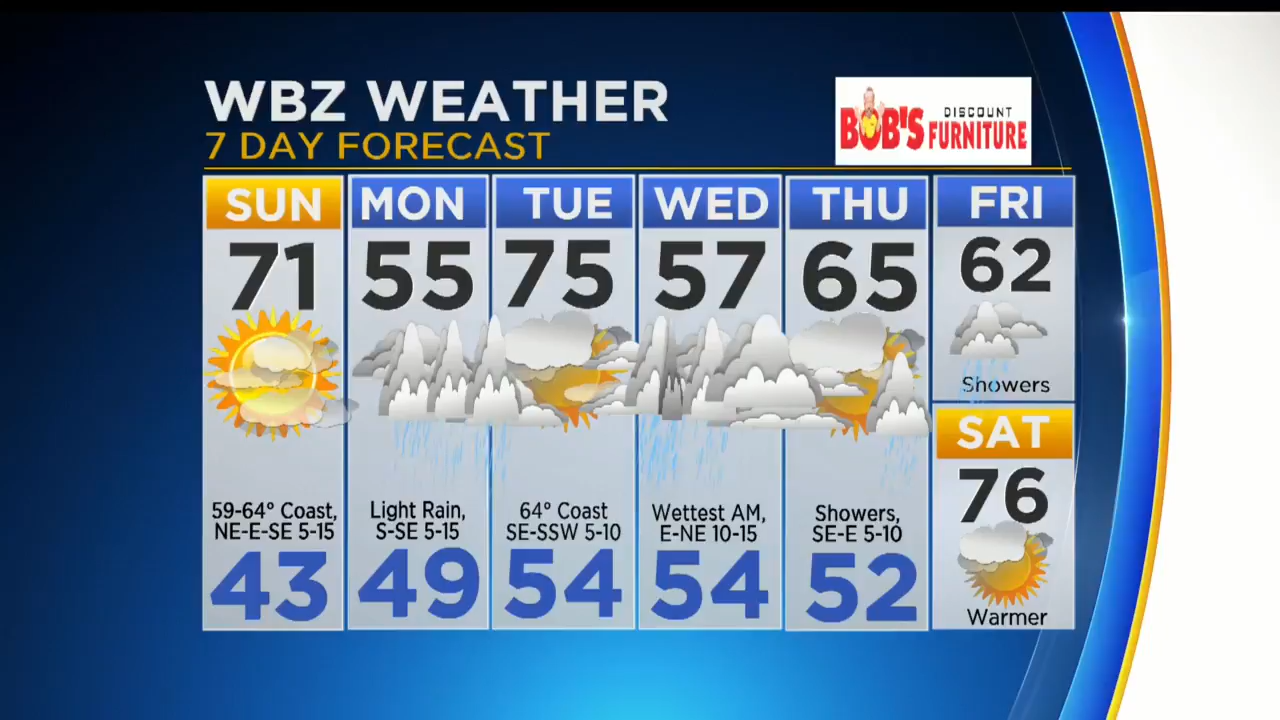 WBZ WEATHER
7 DAY FORECAST
BOB'S DISCOUNT FURNITURE
SUN
71
59-64° Coast,
NE-E-SE 5-15
43
MON
55
Light Rain,
S-SE 5-15
49
TUE
75
64° Coast
SE-SSW 5-10
54
WED
57
Wettest AM,
E-NE 10-15
54
THU
65
Showers,
SE-E 5-10
52
FRI
62
Showers
SAT
76
Warmer